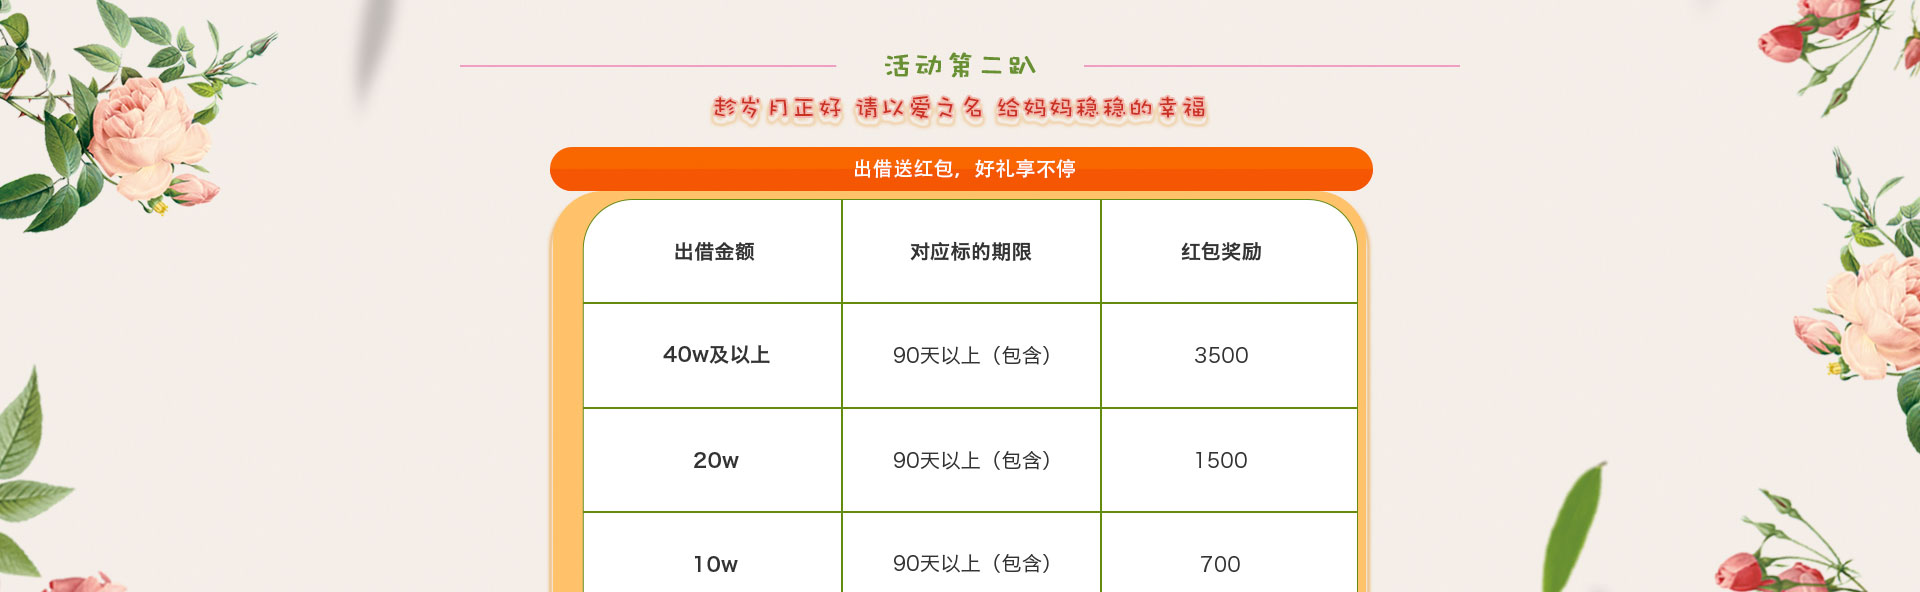 活动第二趴
趁岁月正好 请以爱之名 给妈妈稳稳的幸福
出借送红包，好礼享不停
出借金额 对应标的期限 红包奖励
40w及以上 90天以上（包含） 3500
20w 90天以上（包含） 1500
10w 90天以上（包含） 700